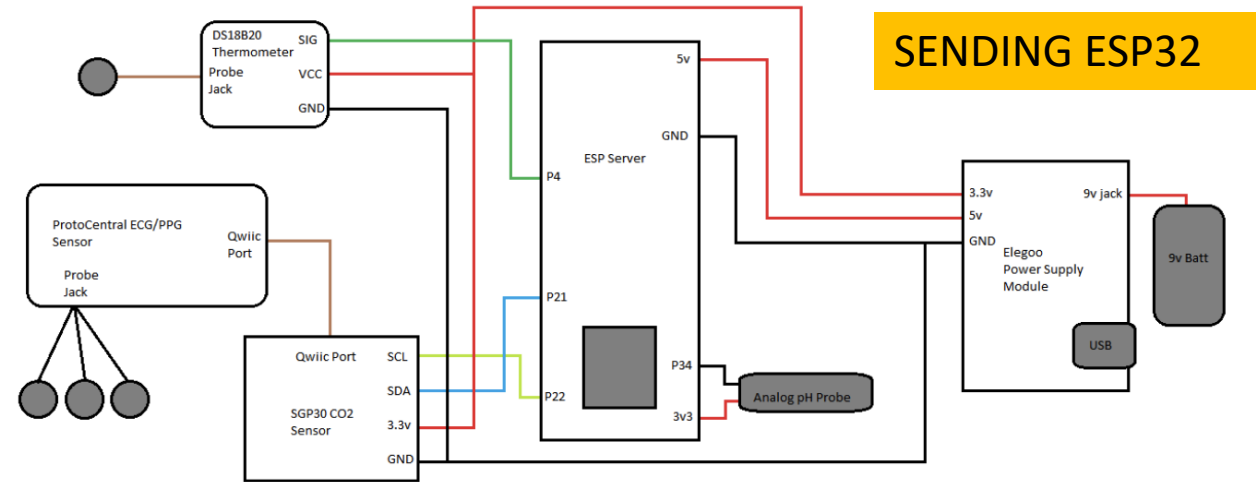 SENDING ESP32
DS18B20
Thermometer
Probe
Jack
SIG
VCC
GND
ProtoCentral ECG/PPG
Sensor
Qwiic
Port
Probe
Jack
Qwiic Port
SCL
SDA
SGP30 CO2
Sensor
3.3v
GND
5v
GND
ESP Server
P4
P21
P22
P34
3v3
Analog pH Probe
3.3v
5v
GND
9v jack
Elegoo
Power Supply
Module
USB
9v Batt